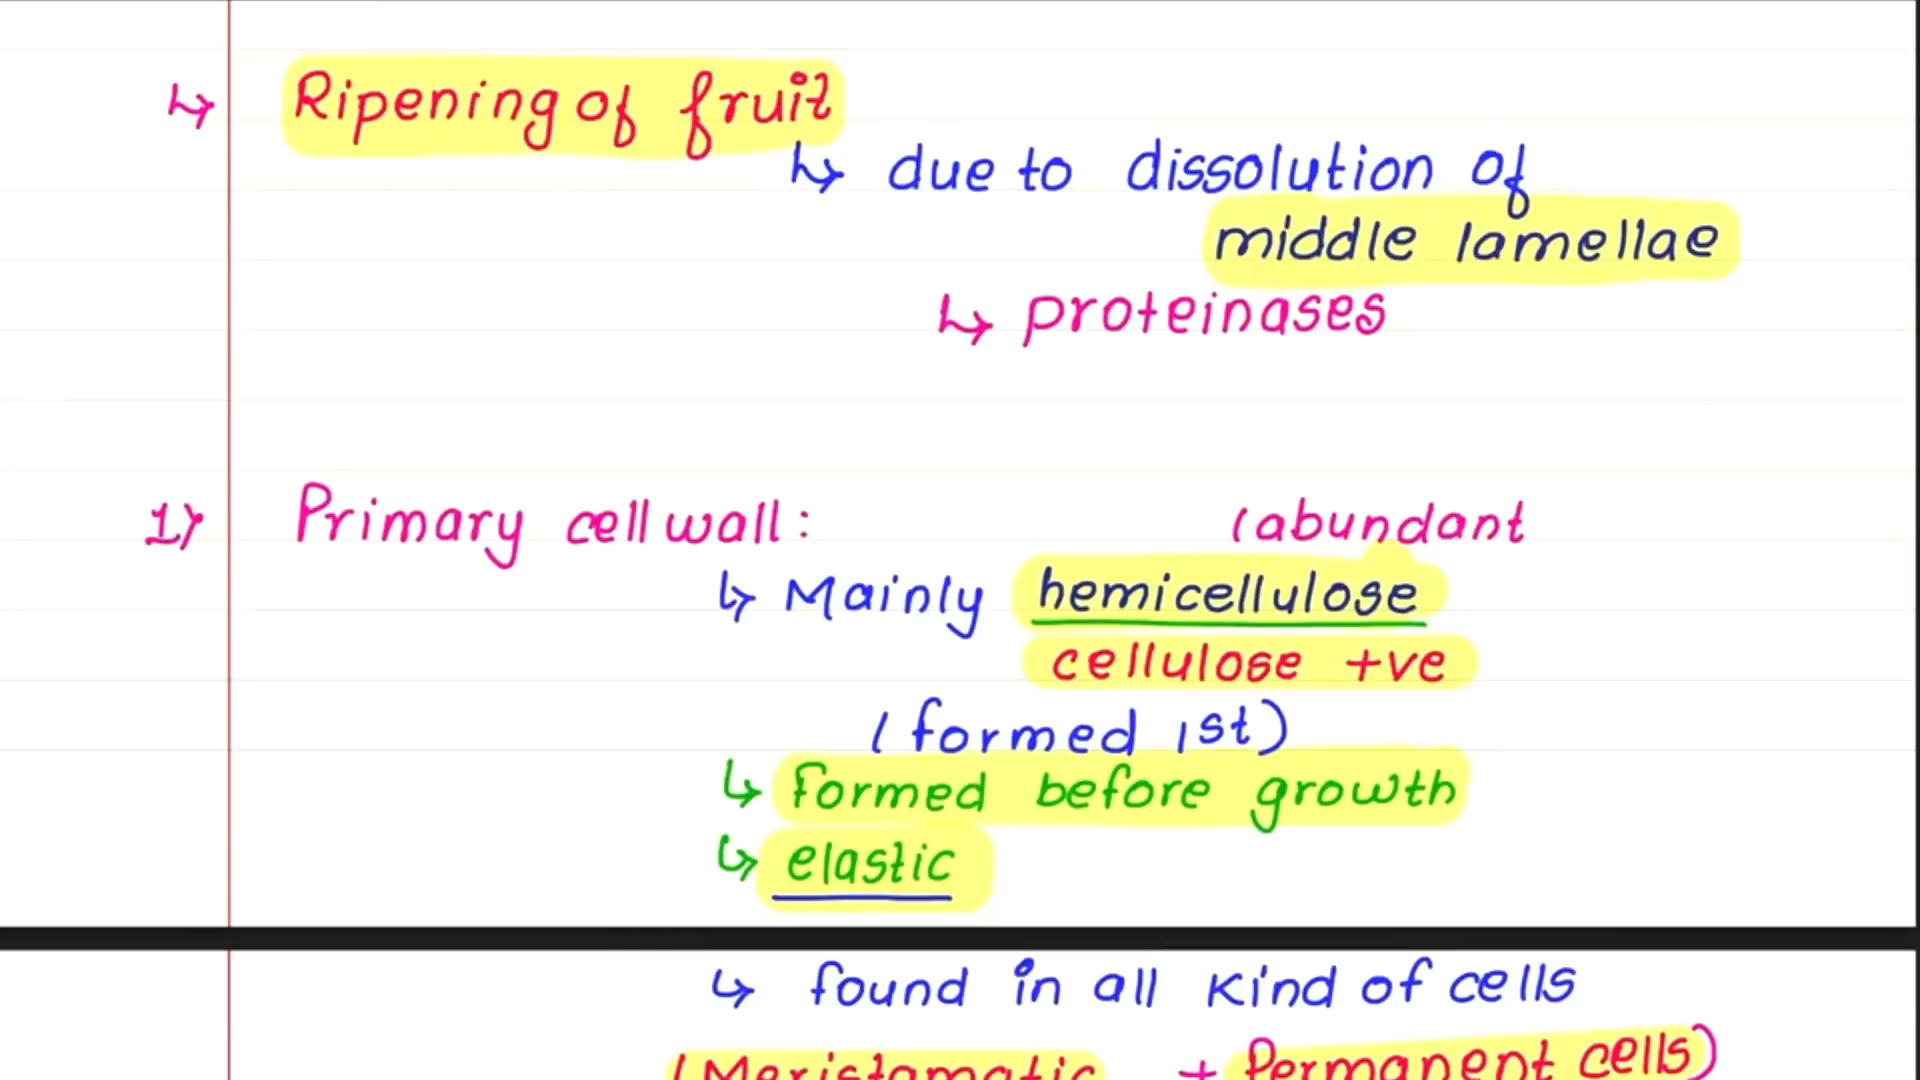 ↳ Ripening of fruit
↳ due to dissolution of
middle lamellae
↳ proteinases
1) Primary cell wall: (abundant
↳ Mainly hemicellulose
cellulose +ve
(formed 1st)
↳ formed before growth
↳ elastic
↳ found in all kind of cells
(Meristamatic + Permanent cells)